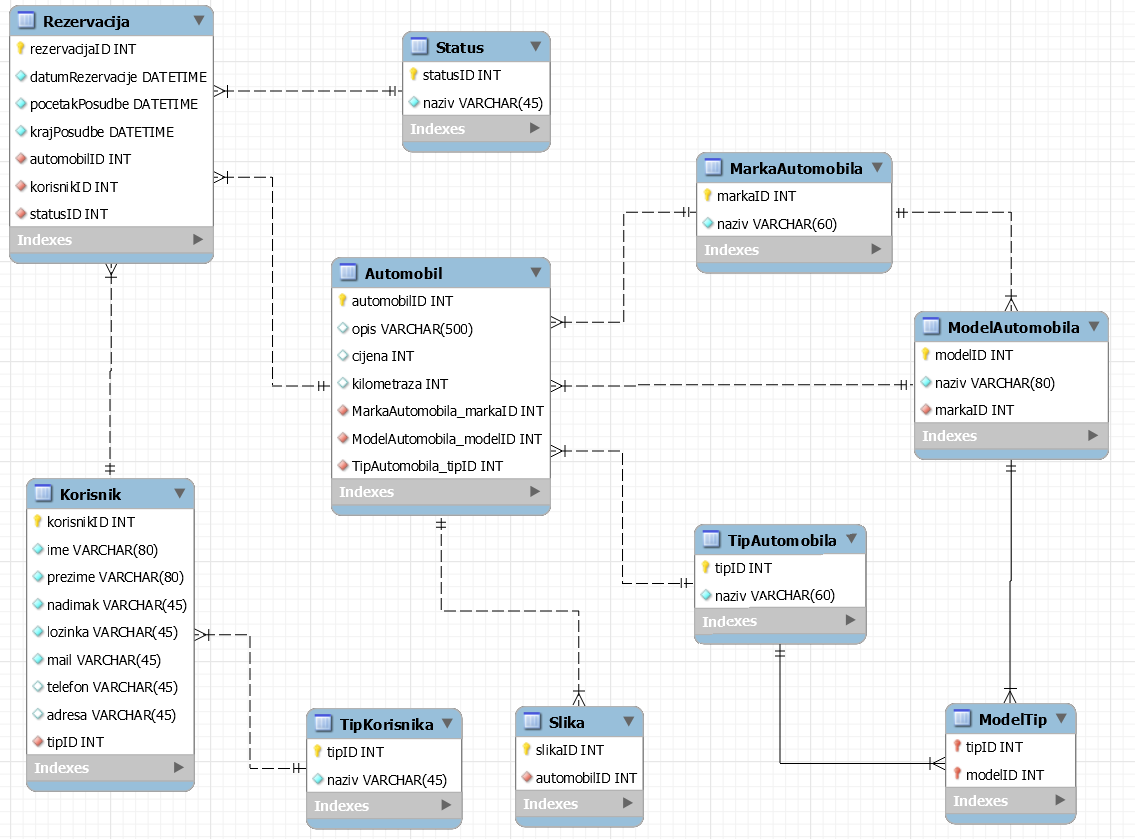 Rezervacija
rezervacijaID INT
datumRezervacije DATETIME
pocetakPosudbe DATETIME
krajPosudbe DATETIME
automobilID INT
korisnikID INT
statusID INT
Indexes
Status
statusID INT
naziv VARCHAR(45)
Indexes
MarkaAutomobila
markaID INT
naziv VARCHAR(60)
Indexes
Automobil
automobilID INT
opis VARCHAR(500)
cijena INT
kilometraza INT
MarkaAutomobila_markaID INT
ModelAutomobila_modelID INT
TipAutomobila_tipID INT
Indexes
ModelAutomobila
modelID INT
naziv VARCHAR(80)
markaID INT
Indexes
Korisnik
korisnikID INT
ime VARCHAR(80)
prezime VARCHAR(80)
nadimak VARCHAR(45)
lozinka VARCHAR(45)
mail VARCHAR(45)
telefon VARCHAR(45)
adresa VARCHAR(45)
tipID INT
Indexes
TipAutomobila
tipID INT
naziv VARCHAR(60)
Indexes
TipKorisnika
tipID INT
naziv VARCHAR(45)
Indexes
Slika
slikaID INT
automobilID INT
Indexes
ModelTip
tipID INT
modelID INT
Indexes